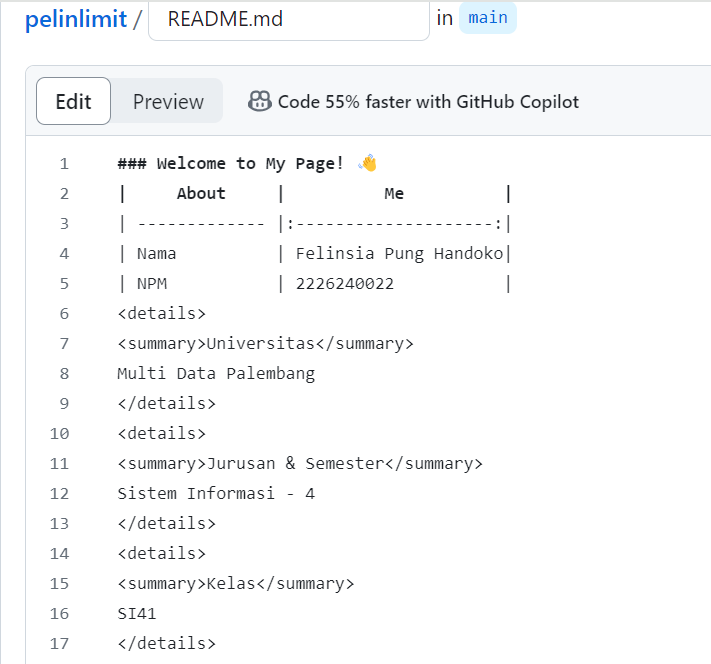 pelinlimit / README.md in main
Edit Preview Code 55% faster with GitHub Copilot
1 ### Welcome to My Page! 👋
2 |     About     |          Me          |
3 | ------------- |:--------------------:|
4 | Nama          | Felinsia Pung Handoko|
5 | NPM           | 2226240022           |
6 <details>
7 <summary>Universitas</summary>
8 Multi Data Palembang
9 </details>
10 <details>
11 <summary>Jurusan & Semester</summary>
12 Sistem Informasi - 4
13 </details>
14 <details>
15 <summary>Kelas</summary>
16 SI41
17 </details>